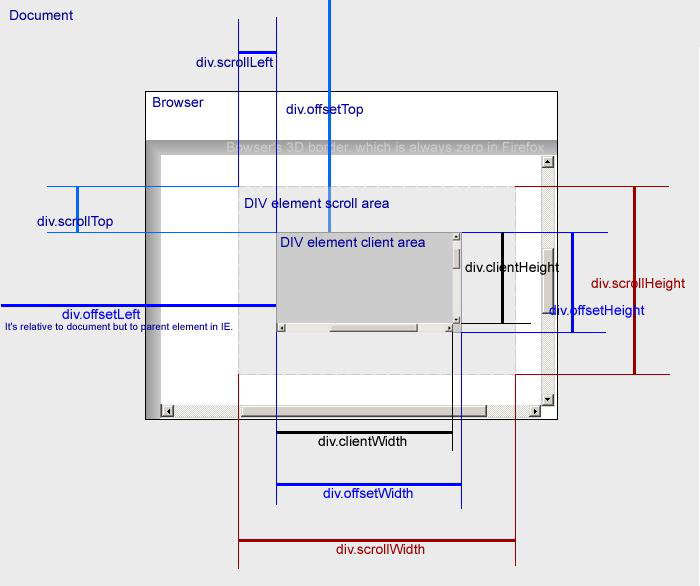 Document
div.scrollLeft
Browser
div.offsetTop
Bowser's 3D border, which is always zero in Firefox
DIV element scroll area
div.scrollTop
DIV element client area
div.clientHeight
div.scrollHeight
div.offsetLeft
div.offsetHeight
It's relative to document but to parent element in IE.
div.clientWidth
div.offsetWidth
div.scrollWidth